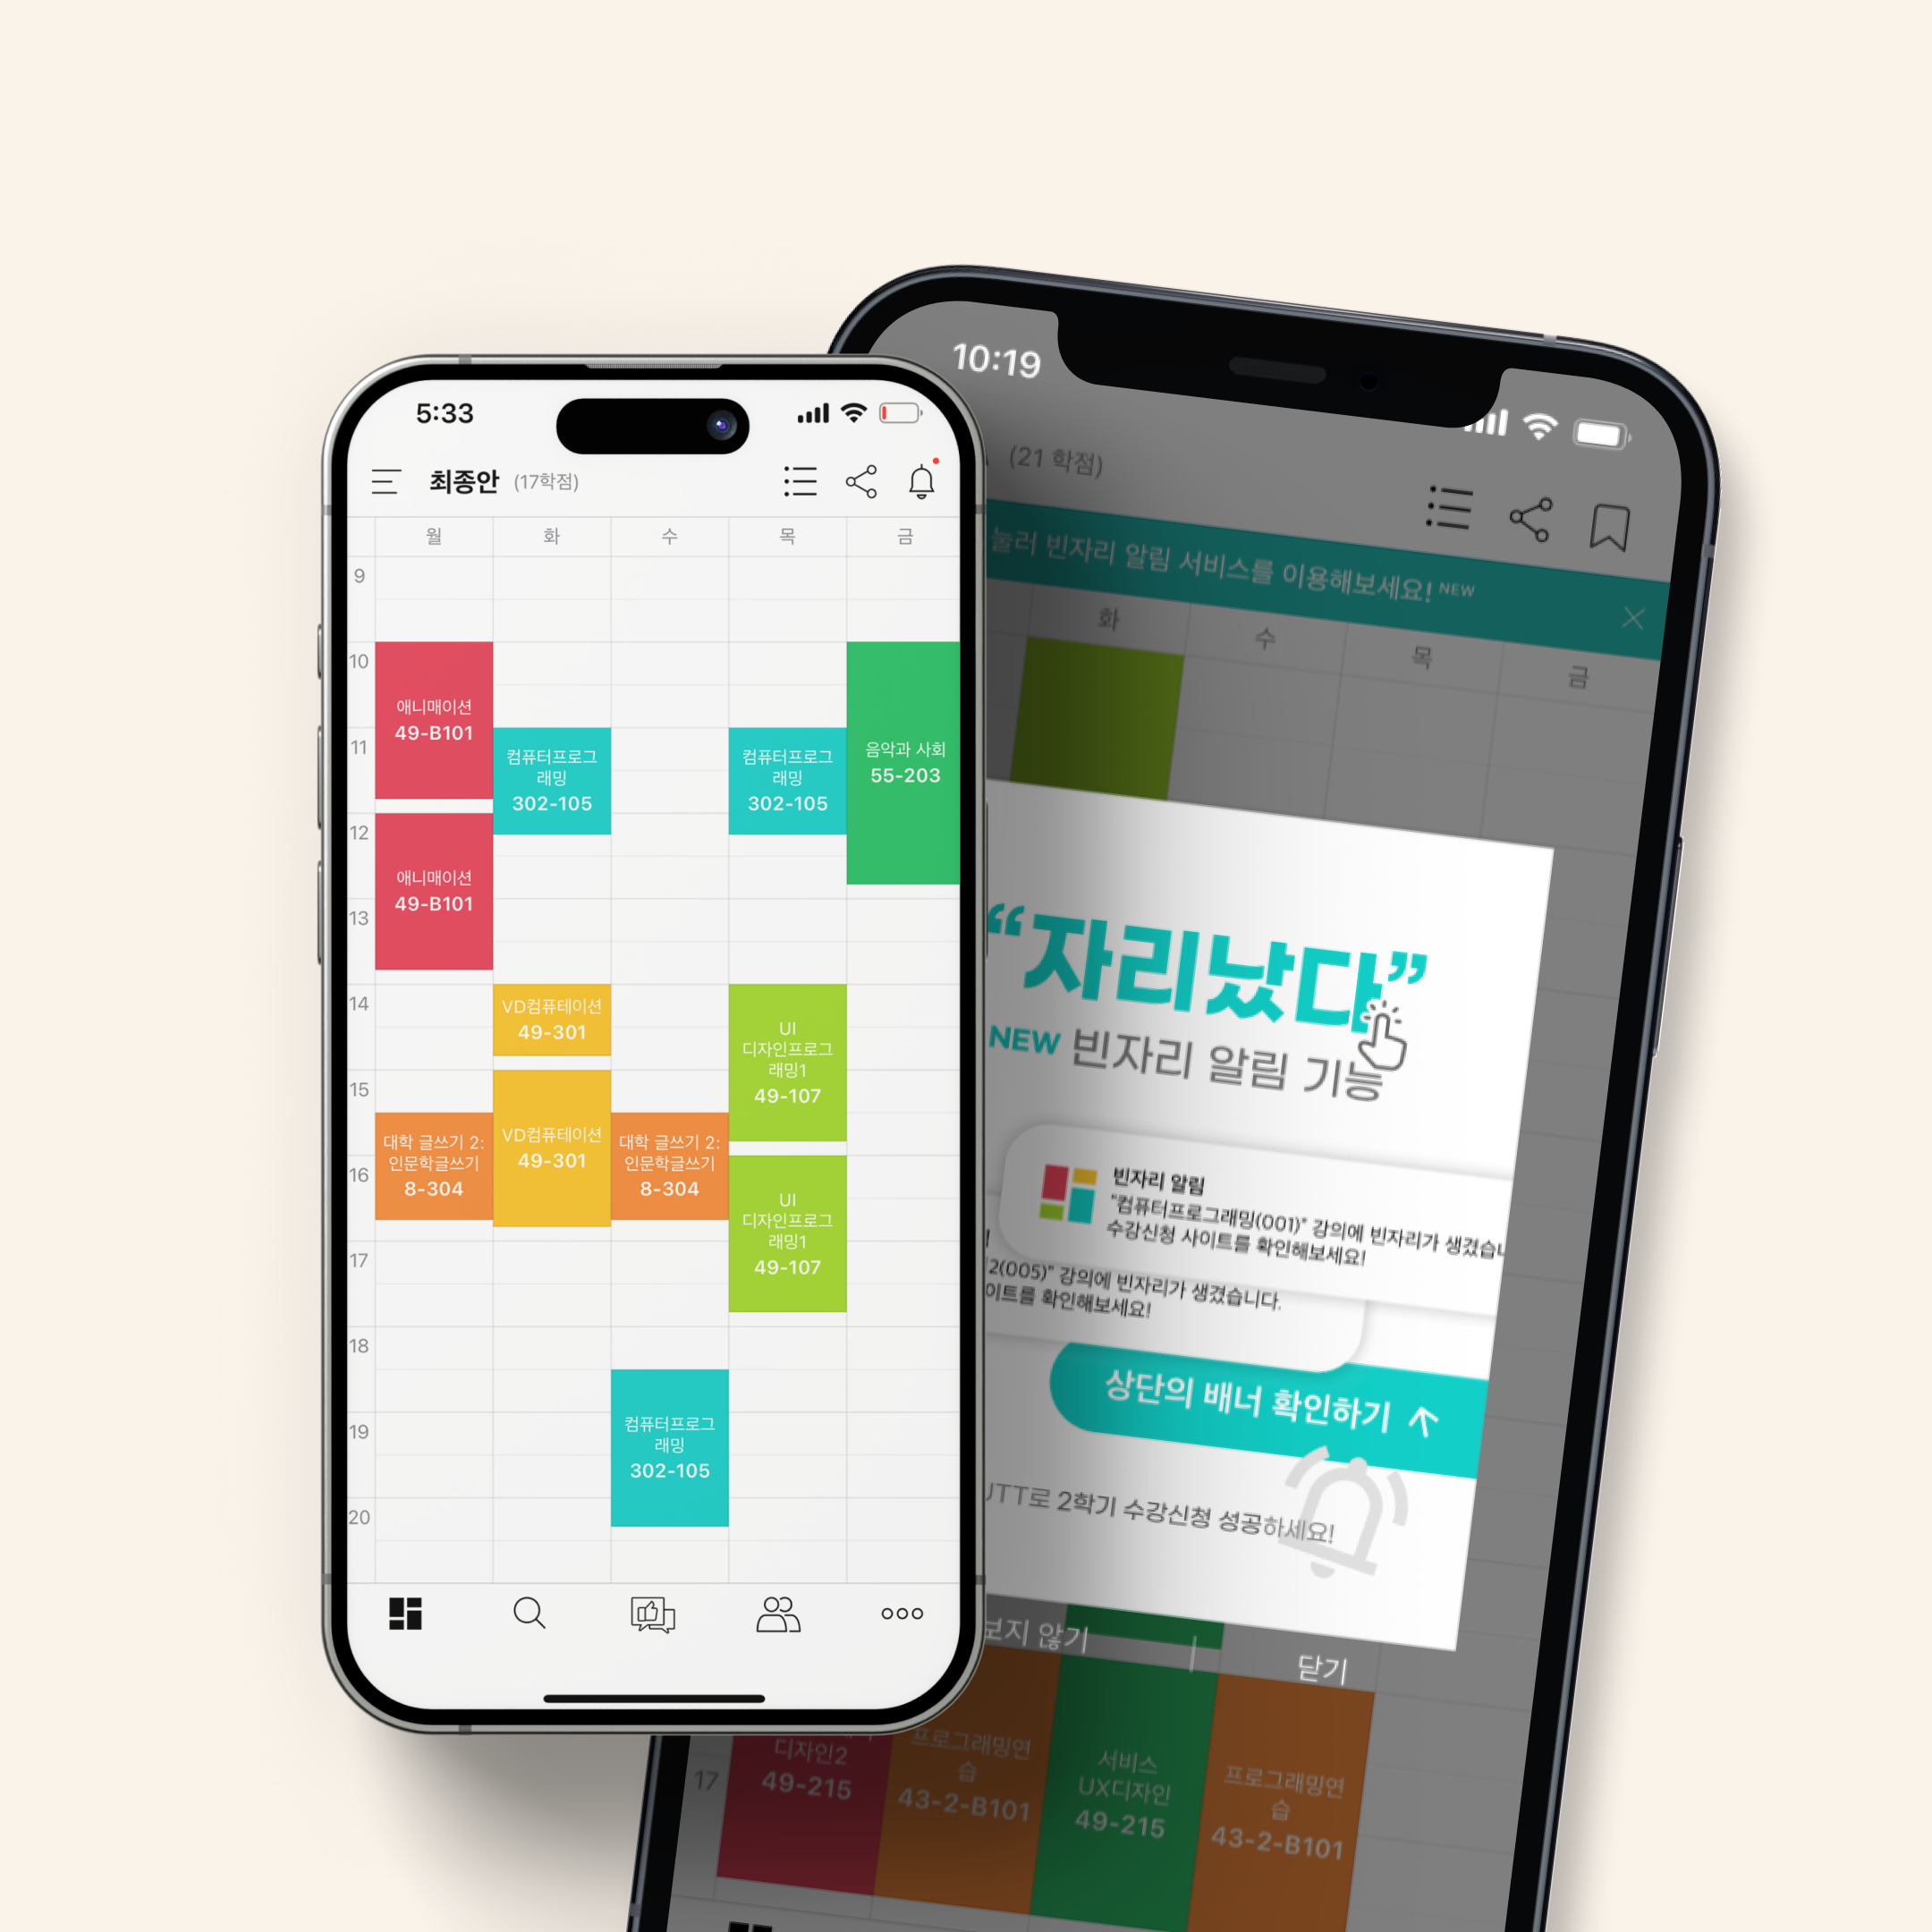 5:33
최종안 (17학점)
월 화 수 목 금
9
10
11
12
13
14
15
16
17
18
19
20
애니매이션
49-B101
애니매이션
49-B101
대학 글쓰기 2:
인문학글쓰기
8-304
컴퓨터프로그
래밍
302-105
VD컴퓨테이션
49-301
VD컴퓨테이션
49-301
대학 글쓰기 2:
인문학글쓰기
8-304
컴퓨터프로그
래밍
302-105
컴퓨터프로그
래밍
302-105
UI
디자인프로그
래밍1
49-107
UI
디자인프로그
래밍1
49-107
음악과 사회
55-203
10:19
(21 학점)
눌러 빈자리 알림 서비스를 이용해보세요! NEW
화 수 목 금
“자리났다”
NEW 빈자리 알림 기능
빈자리 알림
"컴퓨터프로그래밍(001)" 강의에 빈자리가 생겼습니
수강신청 사이트를 확인해보세요!
2(005)" 강의에 빈자리가 생겼습니다.
이트를 확인해보세요!
상단의 배너 확인하기
TT로 2학기 수강신청 성공하세요!
보지 않기 | 닫기
17
디자인2
49-215
프로그래밍연
습
43-2-B101
서비스
UX디자인
49-215
프로그래밍연
습
43-2-B101